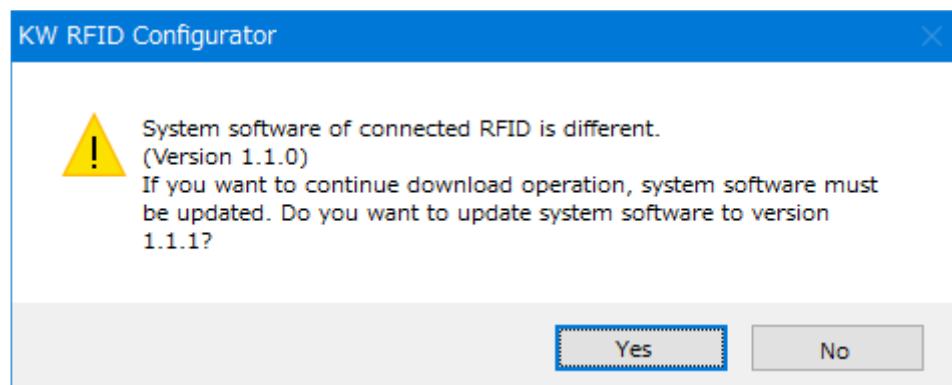 KW RFID Configurator
System software of connected RFID is different.
(Version 1.1.0)
If you want to continue download operation, system software must
be updated. Do you want to update system software to version
1.1.1?
Yes
No